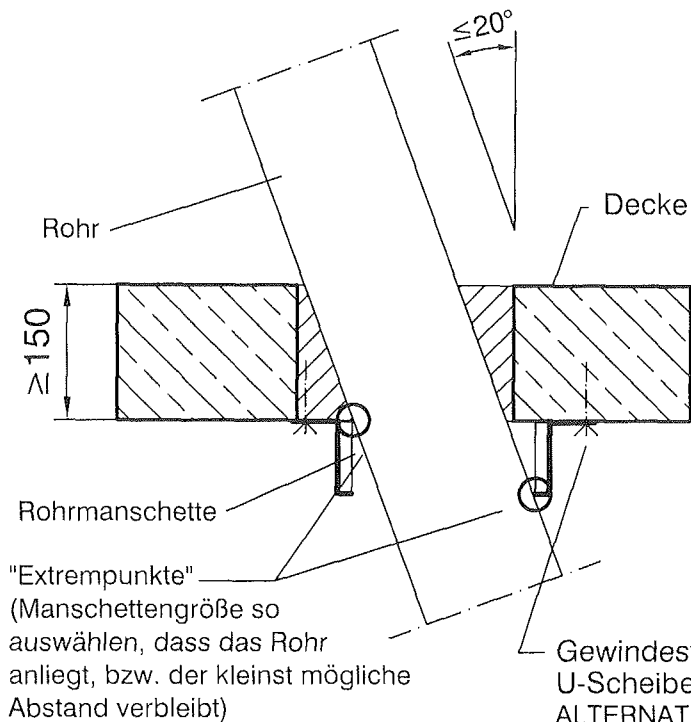 ≤20°
Rohr
Decke
≥150
Rohrmanschette
"Extrempunkte"
(Manschettengröße so
auswählen, dass das Rohr
anliegt, bzw. der kleinst mögliche
Abstand verbleibt)
U-Scheibe